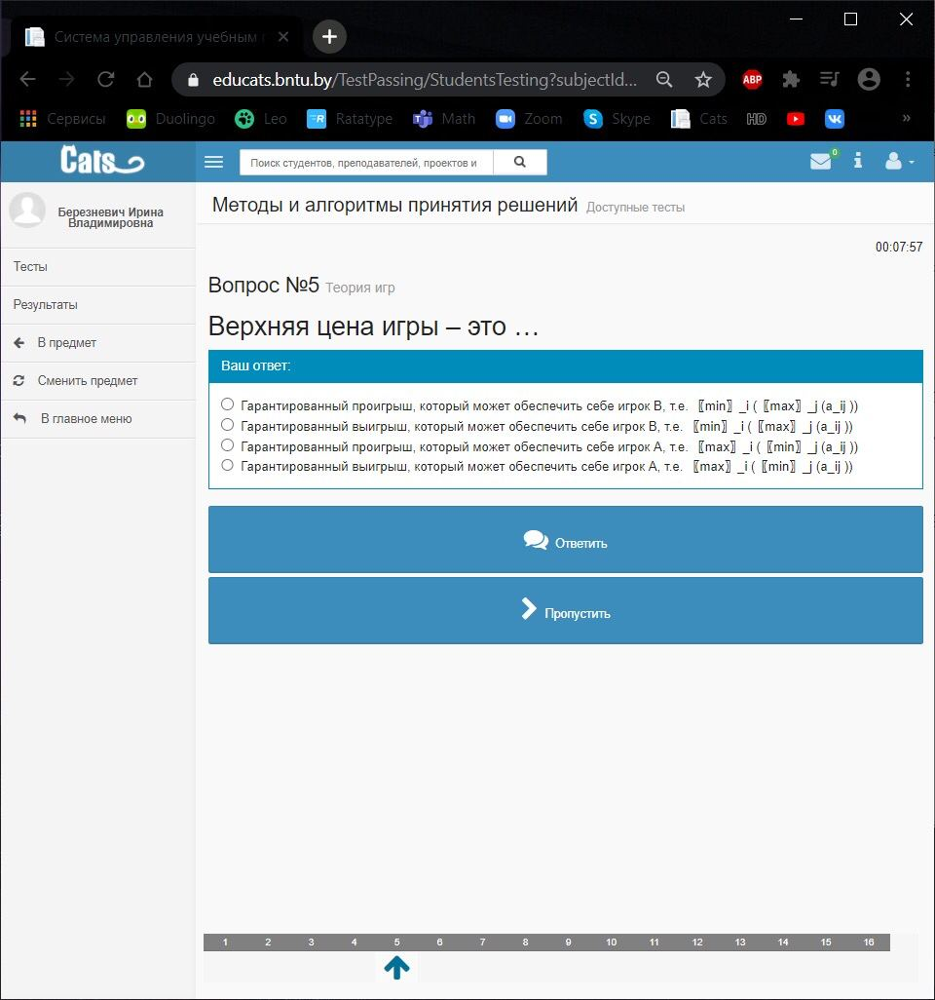 Система управления учебным
educats.bntu.by/TestPassing/StudentsTesting?subjectId...
ABP
Сервисы Duolingo Leo Ratatype Math Zoom Skype Cats HD »
Cats
Поиск студентов, преподавателей, проектов и
0
Березневич Ирина
Владимировна
Методы и алгоритмы принятия решений Доступные тесты
00:07:57
Тесты
Результаты
В предмет
Сменить предмет
В главное меню
Вопрос №5 Теория игр
Верхняя цена игры – это …
Ваш ответ:
Гарантированный проигрыш, который может обеспечить себе игрок В, т.е. 〖min〗_i (〖max〗_j (a_ij ))
Гарантированный выигрыш, который может обеспечить себе игрок В, т.е. 〖min〗_i (〖max〗_j (a_ij ))
Гарантированный проигрыш, который может обеспечить себе игрок А, т.е. 〖max〗_i (〖min〗_j (a_ij ))
Гарантированный выигрыш, который может обеспечить себе игрок А, т.е. 〖max〗_i (〖min〗_j (a_ij ))
Ответить
Пропустить
1 2 3 4 5 6 7 8 9 10 11 12 13 14 15 16